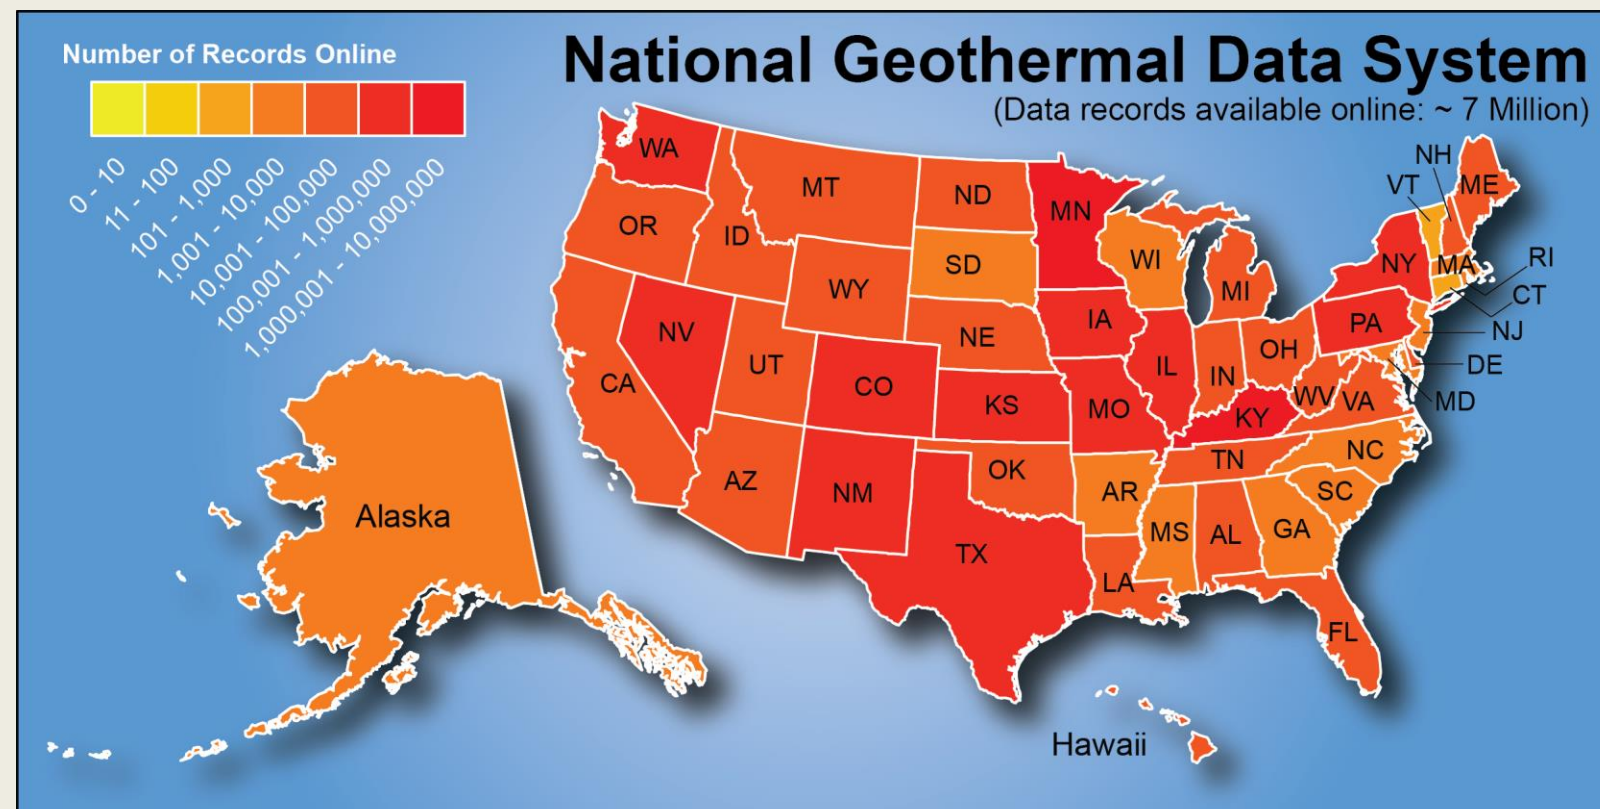 National Geothermal Data System
(Data records available online: ~ 7 Million)
Number of Records Online
0 - 10
11 - 100
101 - 1,000
1,001 - 10,000
10,001 - 100,000
100,001 - 1,000,000
1,000,001 - 10,000,000
WA
MT
ND
MN
NH
VT
ME
OR
ID
SD
WI
NY
MA
RI
WY
MI
CT
NV
NE
IA
PA
NJ
UT
OH
DE
CA
CO
KS
IL
IN
WV
VA
MD
MO
KY
AZ
NM
OK
TN
NC
AR
SC
Alaska
TX
MS
AL
GA
LA
FL
Hawaii